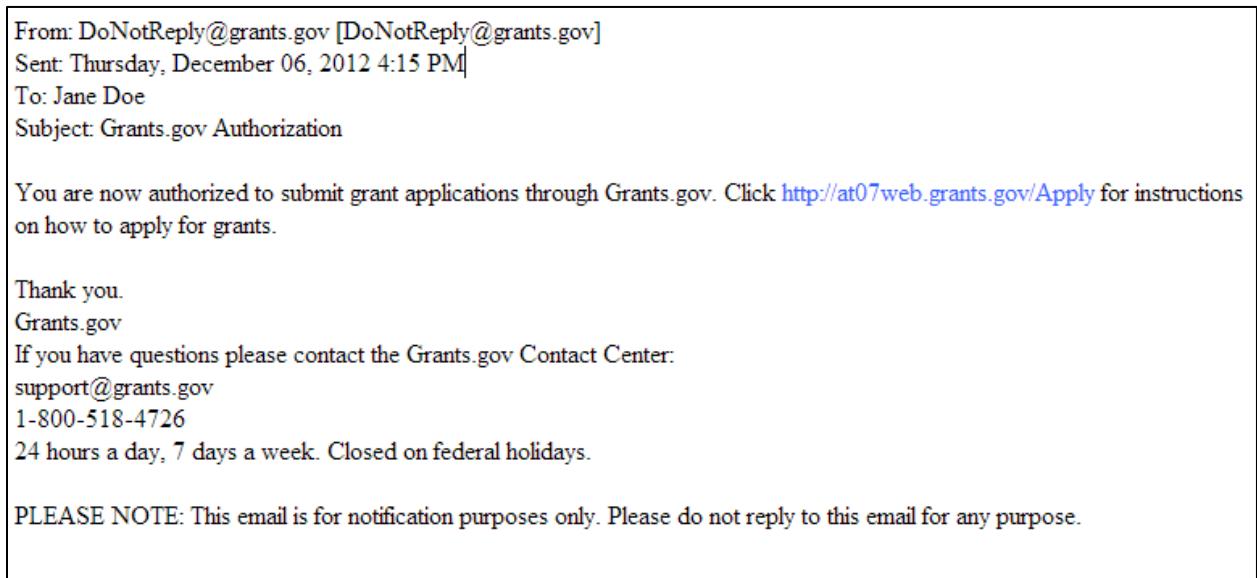 From: DoNotReply@grants.gov [DoNotReply@grants.gov]
Sent: Thursday, December 06, 2012 4:15 PM
To: Jane Doe
Subject: Grants.gov Authorization
You are now authorized to submit grant applications through Grants.gov. Click http://at07web.grants.gov/Apply for instructions
on how to apply for grants.
Thank you.
Grants.gov
If you have questions please contact the Grants.gov Contact Center:
support@grants.gov
1-800-518-4726
24 hours a day, 7 days a week. Closed on federal holidays.
PLEASE NOTE: This email is for notification purposes only. Please do not reply to this email for any purpose.